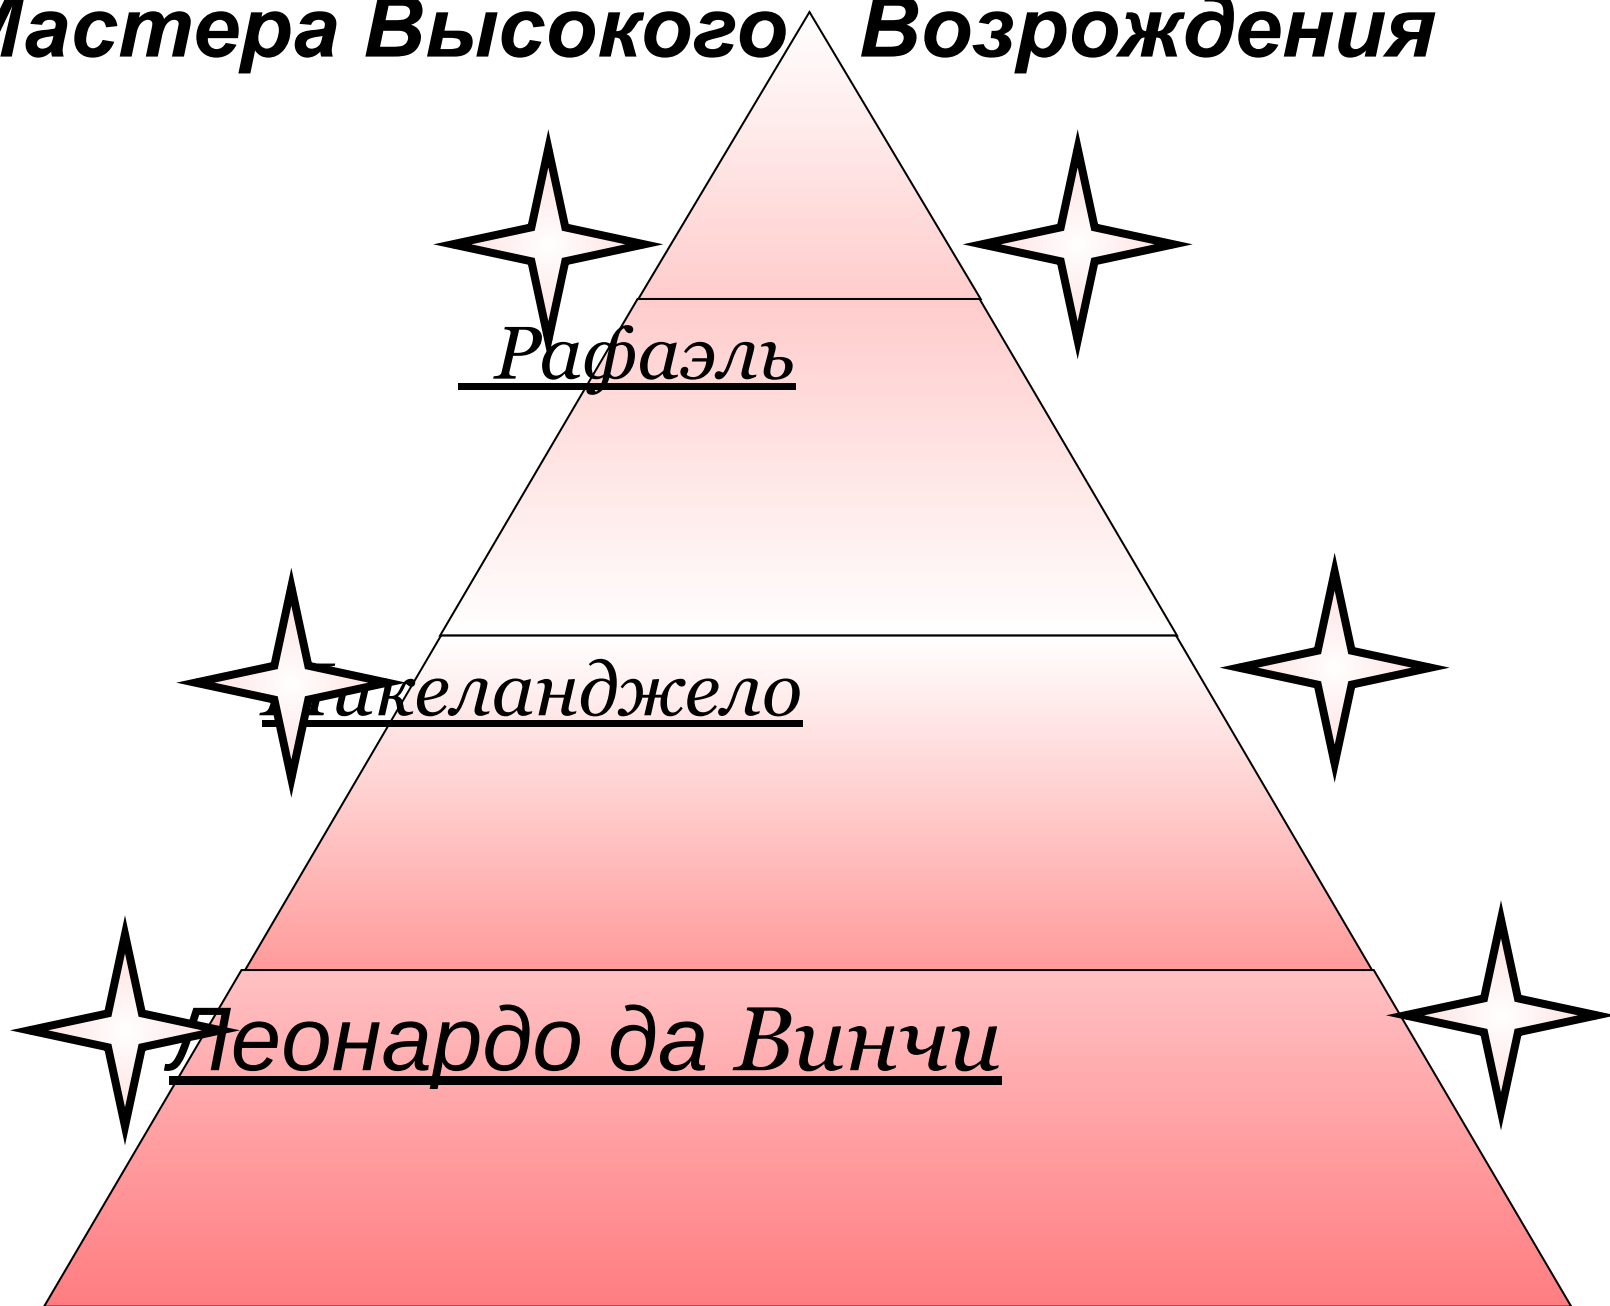 Мастера Высокого Возрождения
Рафаэль
Микеланджело
Леонардо да Винчи